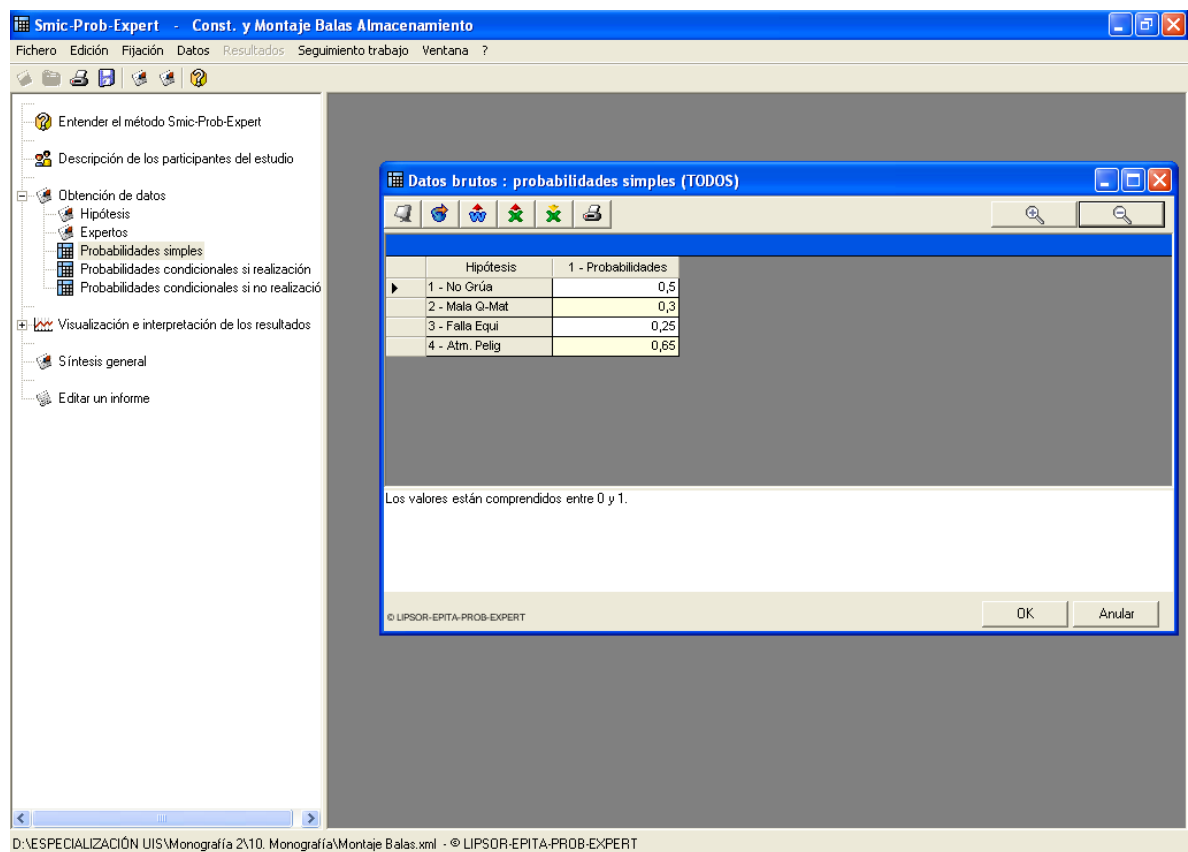 Smic-Prob-Expert - Const. y Montaje Balas Almacenamiento
Fichero Edición Fijación Datos Resultados Seguimiento trabajo Ventana ?
Entender el método Smic-Prob-Expert
Descripción de los participantes del estudio
Obtención de datos
Hipótesis
Expertos
Probabilidades simples
Probabilidades condicionales si realización
Probabilidades condicionales si no realizació
Visualización e interpretación de los resultados
Síntesis general
Editar un informe
Datos brutos : probabilidades simples (TODOS)
Hipótesis 1 - Probabilidades
1 - No Grúa 0,5
2 - Mala Q-Mat 0,3
3 - Falla Equi 0,25
4 - Atm. Pelig 0,65
Los valores están comprendidos entre 0 y 1.
© LIPSOR-EPITA-PROB-EXPERT
OK Anular
D:\ESPECIALIZACIÓN UIS\Monografía 2\10. Monografía\Montaje Balas.xml - © LIPSOR-EPITA-PROB-EXPERT